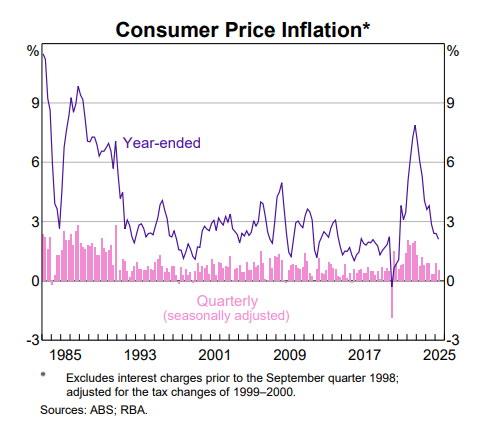 Consumer Price Inflation*
% %
Year-ended
9 9
6 6
3 3
0 0
Quarterly
(seasonally adjusted)
-3 -3
1985 1993 2001 2009 2017 2025
* Excludes interest charges prior to the September quarter 1998;
adjusted for the tax changes of 1999–2000.
Sources: ABS; RBA.